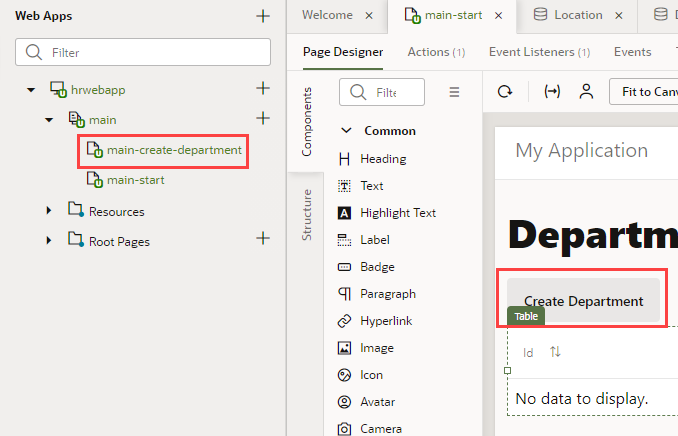 Web Apps
Filter
hrwebapp
main
main-create-department
main-start
Resources
Root Pages
Welcome
main-start
Location
Page Designer
Actions (1)
Event Listeners (1)
Events
Components
Structure
Filte
Fit to Canv
Common
Heading
Text
Highlight Text
Label
Badge
Paragraph
Hyperlink
Image
Icon
Avatar
Camera
My Application
Departm
Create Department
Table
Id
No data to display.